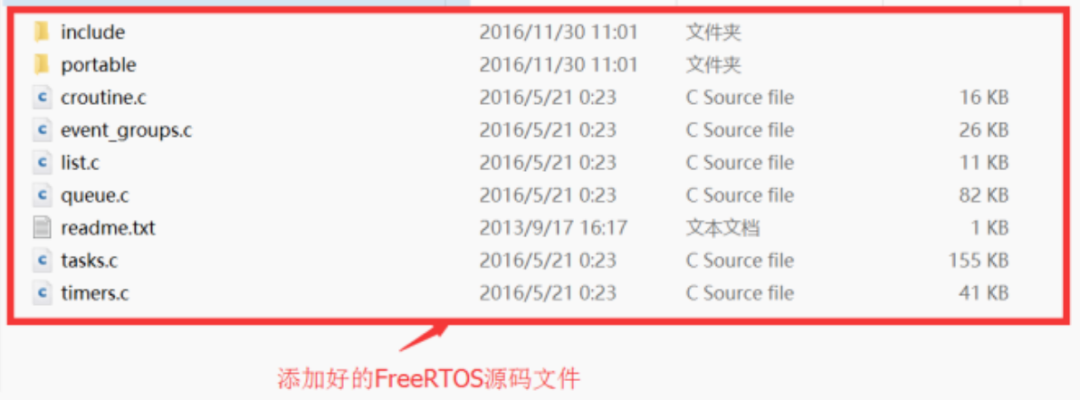 include 2016/11/30 11:01 文件夹
portable 2016/11/30 11:01 文件夹
croutine.c 2016/5/21 0:23 C Source file 16 KB
event_groups.c 2016/5/21 0:23 C Source file 26 KB
list.c 2016/5/21 0:23 C Source file 11 KB
queue.c 2016/5/21 0:23 C Source file 82 KB
readme.txt 2013/9/17 16:17 文本文档 1 KB
tasks.c 2016/5/21 0:23 C Source file 155 KB
timers.c 2016/5/21 0:23 C Source file 41 KB
添加好的FreeRTOS源码文件